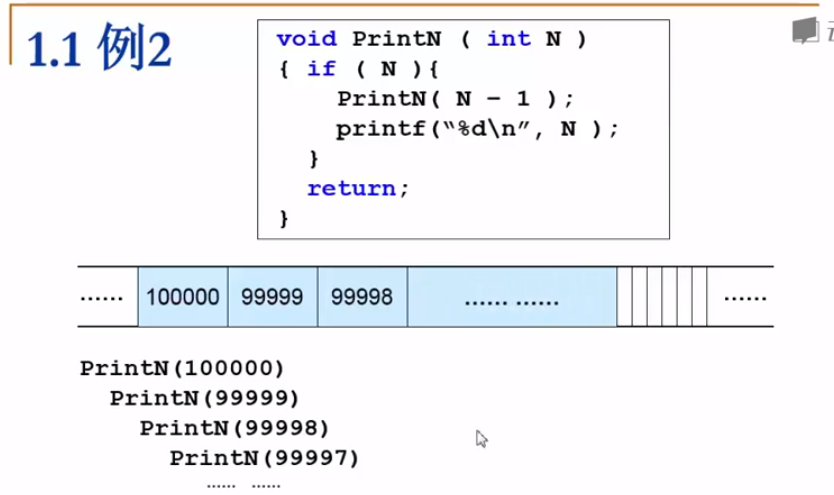 1.1 例2
void PrintN ( int N )
{ if ( N ){
PrintN( N – 1 );
printf(“%d\n”, N );
}
return;
}
…… 100000 99999 99998 …… …… ……
PrintN(100000)
PrintN(99999)
PrintN(99998)
PrintN(99997)
…… ……